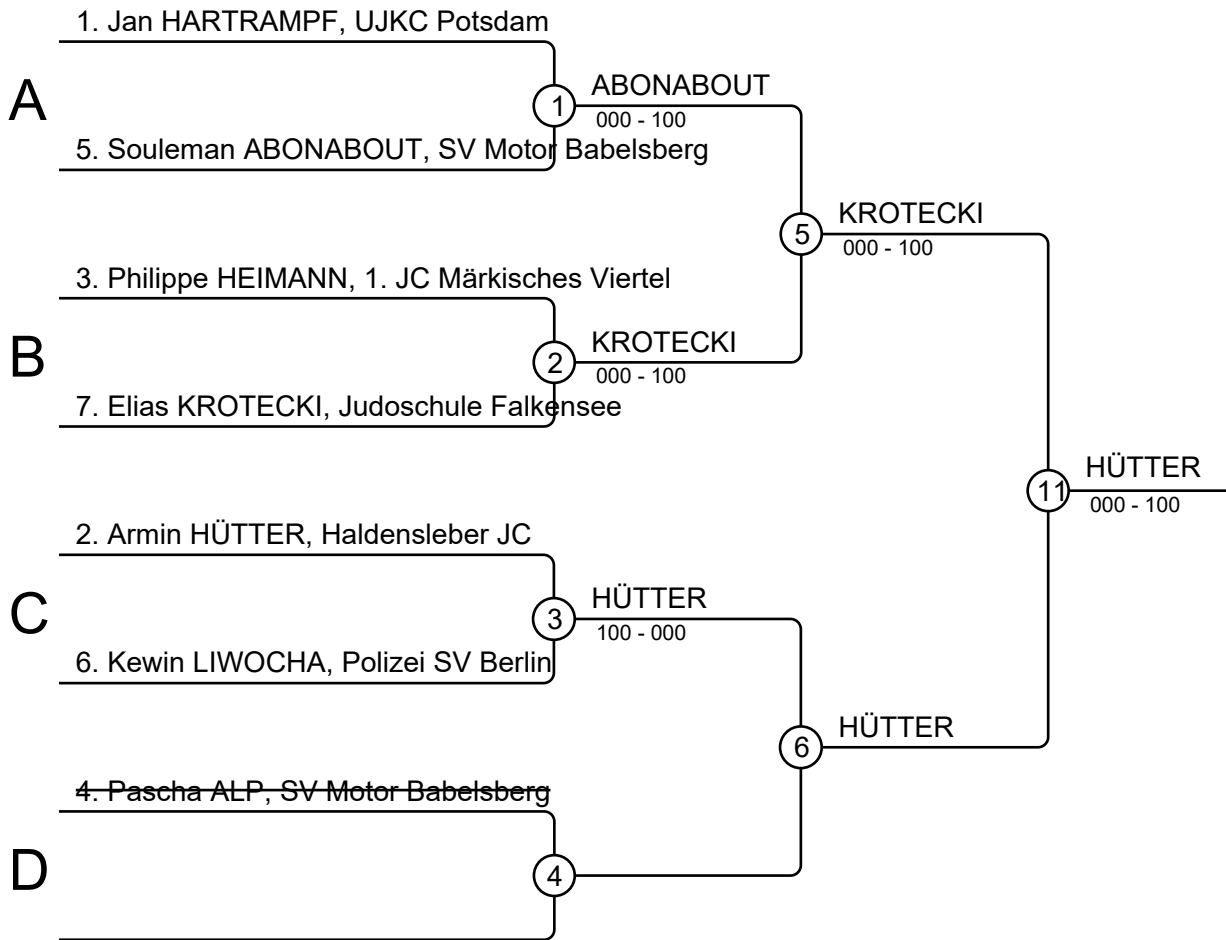 1. Jan HARTRAMPF, UJKC Potsdam
A
1
ABONABOUT
000 - 100
5. Souleman ABONABOUT, SV Motor Babelsberg
5
KROTECKI
000 - 100
3. Philippe HEIMANN, 1. JC Märkisches Viertel
B
2
KROTECKI
000 - 100
7. Elias KROTECKI, Judoschule Falkensee
11
HÜTTER
000 - 100
2. Armin HÜTTER, Haldensleber JC
C
3
HÜTTER
100 - 000
6. Kewin LIWOCHA, Polizei SV Berlin
6
HÜTTER
4. Pascha ALP, SV Motor Babelsberg
D
4